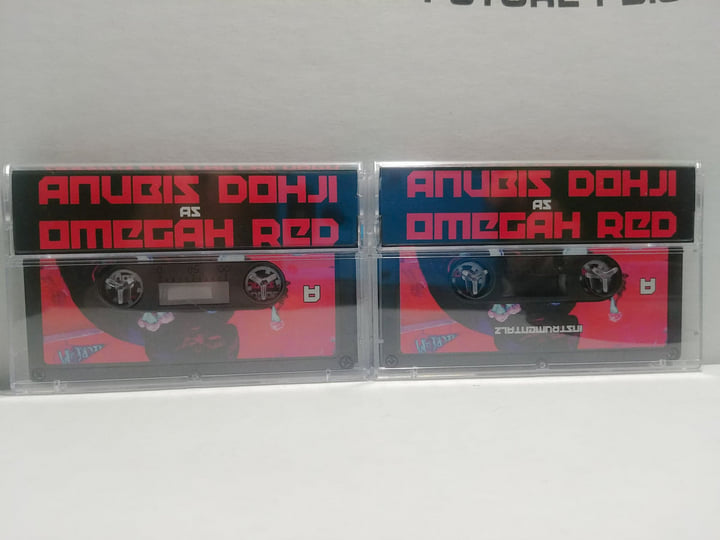 ANUBIS DOHJI
AS
OMEGAH RED
A
ANUBIS DOHJI
AS
OMEGAH RED
A
INSTRUMENTALZ